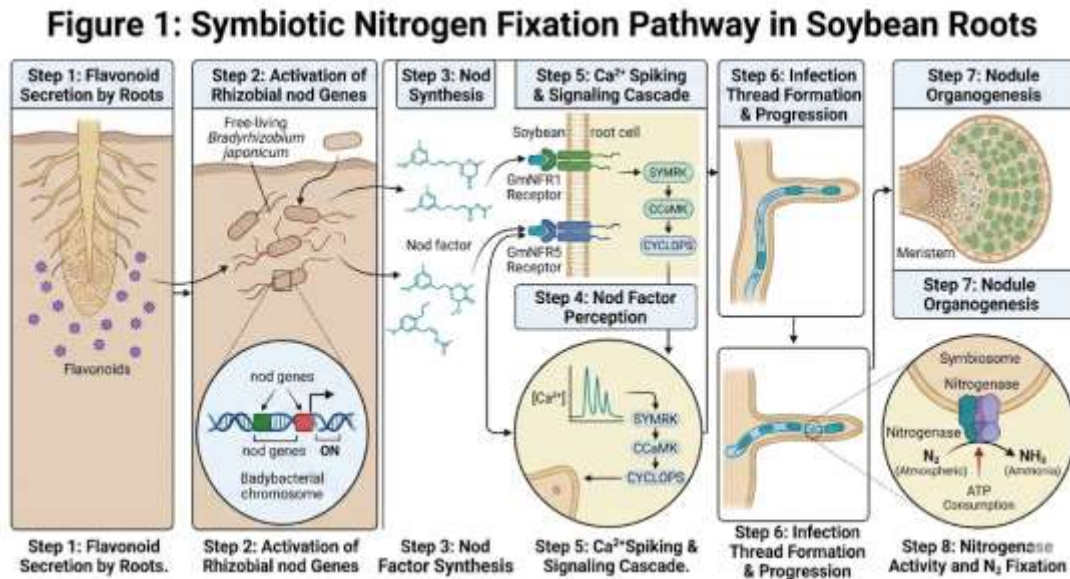 Figure 1: Symbiotic Nitrogen Fixation Pathway in Soybean Roots
Step 1: Flavonoid
Secretion by Roots
Flavonoids
Step 1: Flavonoid
Secretion by Roots.
Step 2: Activation of
Rhizobial nod Genes
Free-living
Bradyrhizobium
japonicum
nod genes
nod genes
ON
Badybacterial
chromosome
Step 2: Activation of
Rhizobial nod Genes
Step 3: Nod
Synthesis
Nod factor
Step 3: Nod
Factor Synthesis
Step 5: Ca²⁺ Spiking
& Signaling Cascade
Soybean root cell
GmNFR1
Receptor
GmNFR5
Receptor
SYMRK
CCaMK
CYCLOPS
Step 4: Nod Factor
Perception
[Ca²⁺]
SYMRK
CCaMK
CYCLOPS
Step 5: Ca²⁺Spiking &
Signaling Cascade.
Step 6: Infection
Thread Formation
& Progression
Step 6: Infection
Thread Formation
& Progression
Step 7: Nodule
Organogenesis
Meristem
Step 7: Nodule
Organogenesis
Symbiosome
Nitrogenase
Nitrogenase
N₂ NH₃
(Atmospheric) (Ammonia)
ATP
Consumption
Step 8: Nitrogenase
Activity and N₂ Fixation